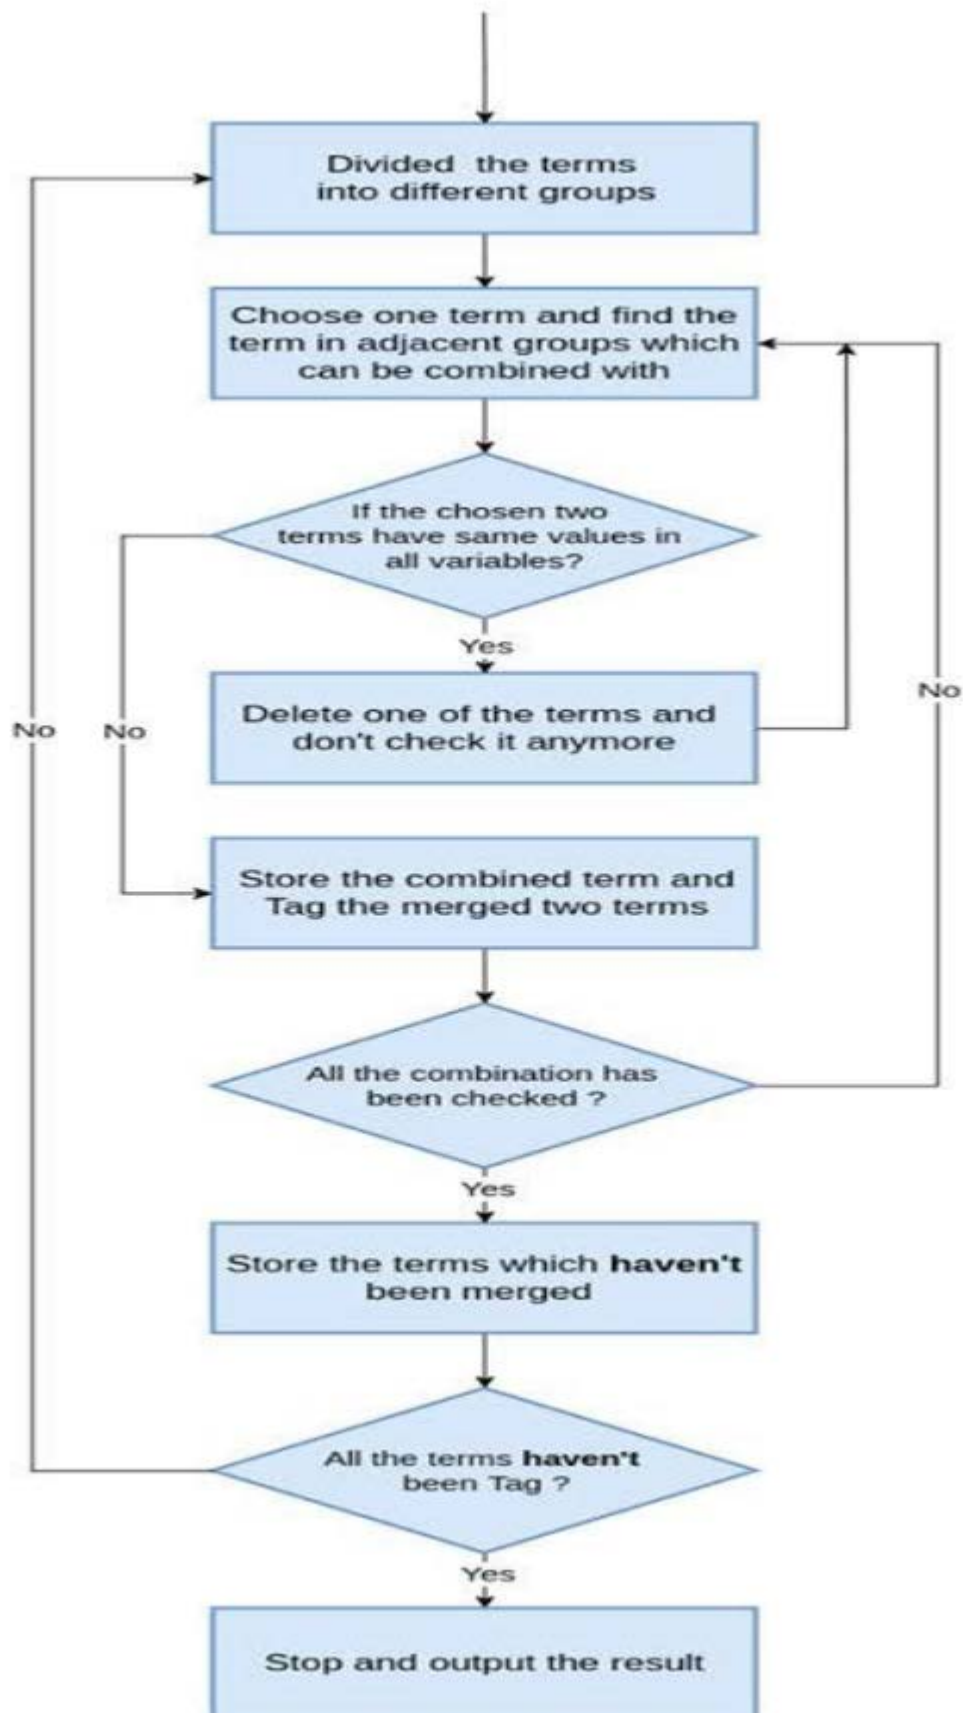 Divided the terms
into different groups
Choose one term and find the
term in adjacent groups which
can be combined with
If the chosen two
terms have same values in
all variables?
Yes
No
No
No
Delete one of the terms and
don't check it anymore
Store the combined term and
Tag the merged two terms
All the combination has
been checked ?
Yes
Store the terms which haven't
been merged
All the terms haven't
been Tag ?
Yes
Stop and output the result